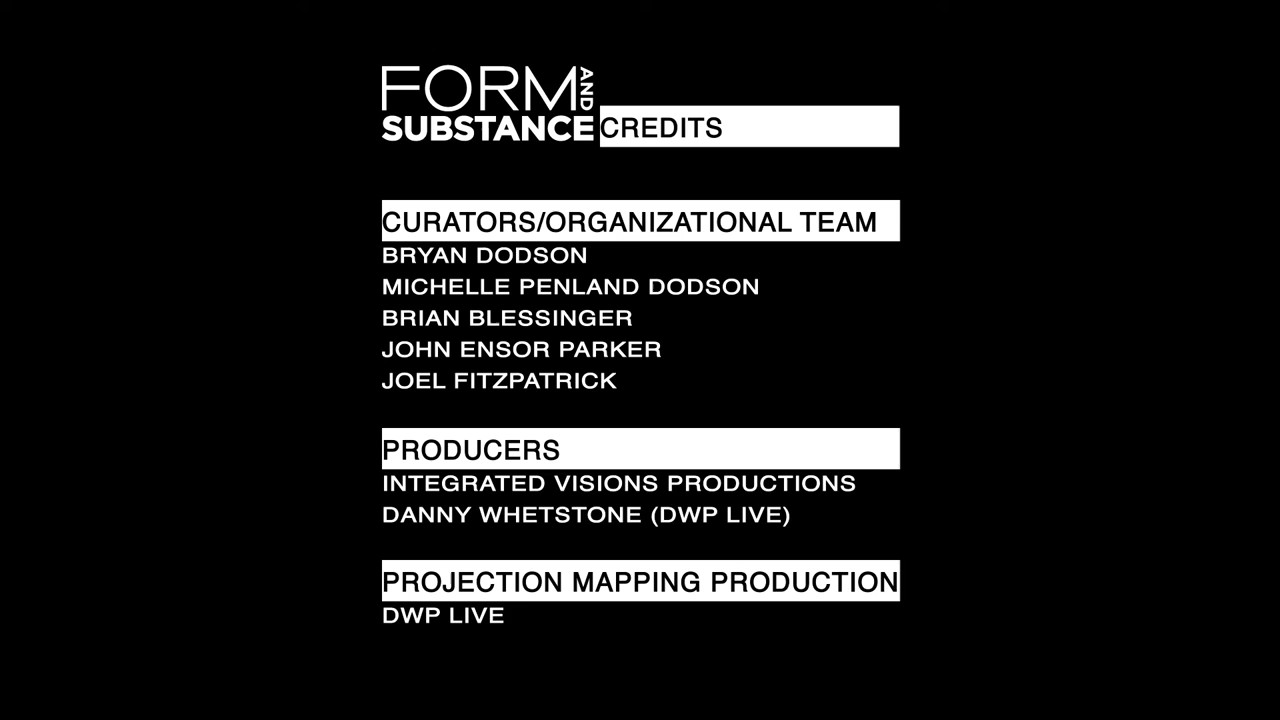 FORM AND
SUBSTANCE CREDITS
CURATORS/ORGANIZATIONAL TEAM
BRYAN DODSON
MICHELLE PENLAND DODSON
BRIAN BLESSINGER
JOHN ENSOR PARKER
JOEL FITZPATRICK
PRODUCERS
INTEGRATED VISIONS PRODUCTIONS
DANNY WHETSTONE (DWP LIVE)
PROJECTION MAPPING PRODUCTION
DWP LIVE